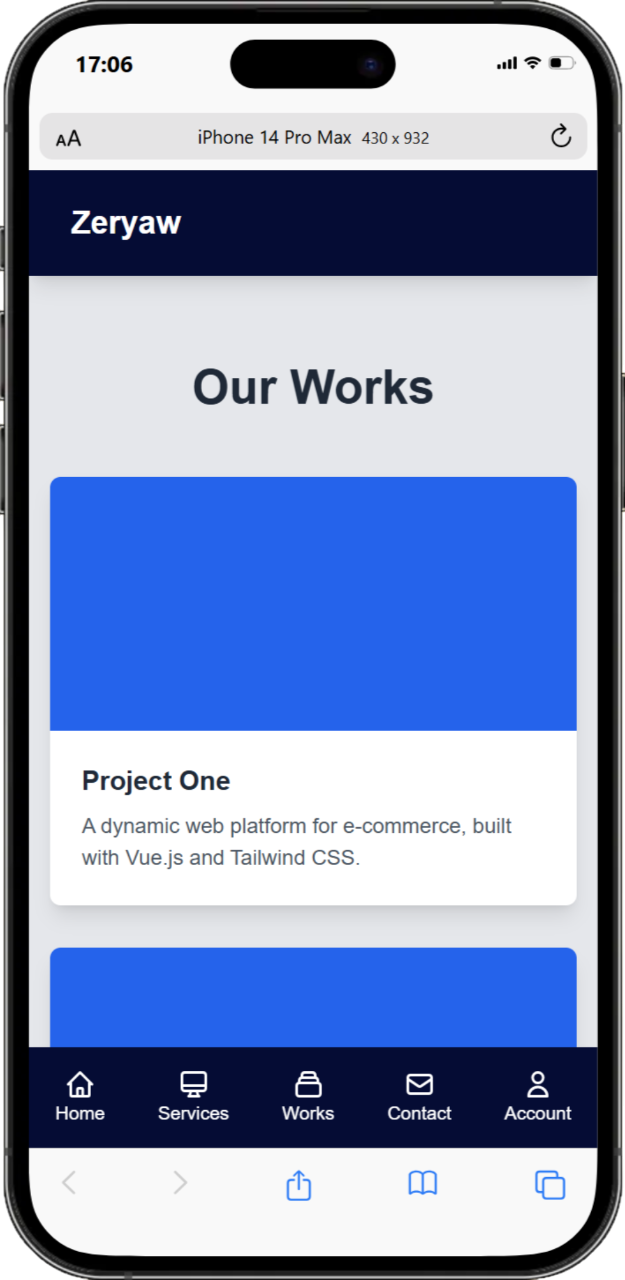 17:06
AA iPhone 14 Pro Max 430 x 932
Zeryaw
Our Works
Project One
A dynamic web platform for e-commerce, built
with Vue.js and Tailwind CSS.
Home Services Works Contact Account